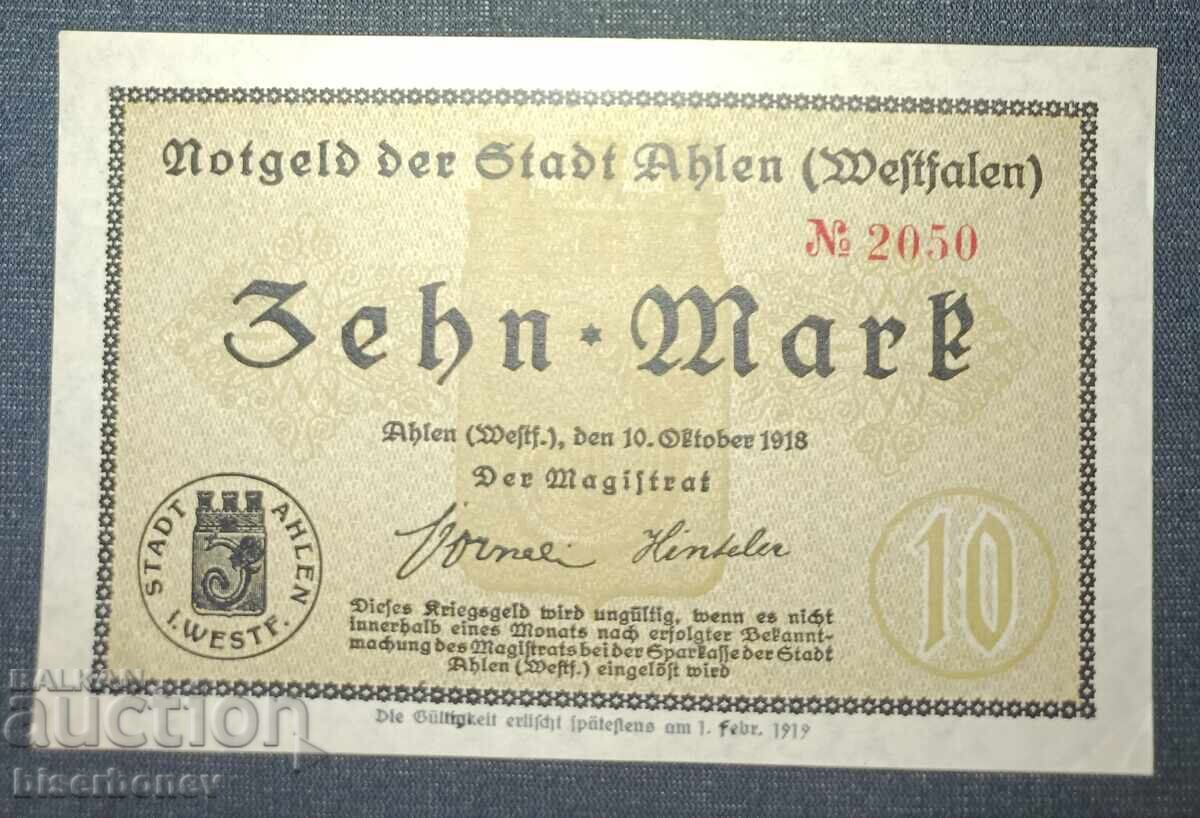 Notgeld der Stadt Ahlen (Westfalen)
№ 2050
Zehn * Mark
Ahlen (Westf.), den 10. Oktober 1918
Der Magistrat
Hinteler
STADT AHLEN
I. WESTF.
10
Dieses Kriegsgeld wird ungültig, wenn es nicht
innerhalb eines Monats nach erfolgter Bekannt-
machung des Magistrats bei der Sparkasse der Stadt
Ahlen (Westf.) eingelöst wird
Die Gültigkeit erlischt spätestens am 1. Febr. 1919
BALKAN
auction
biserboney